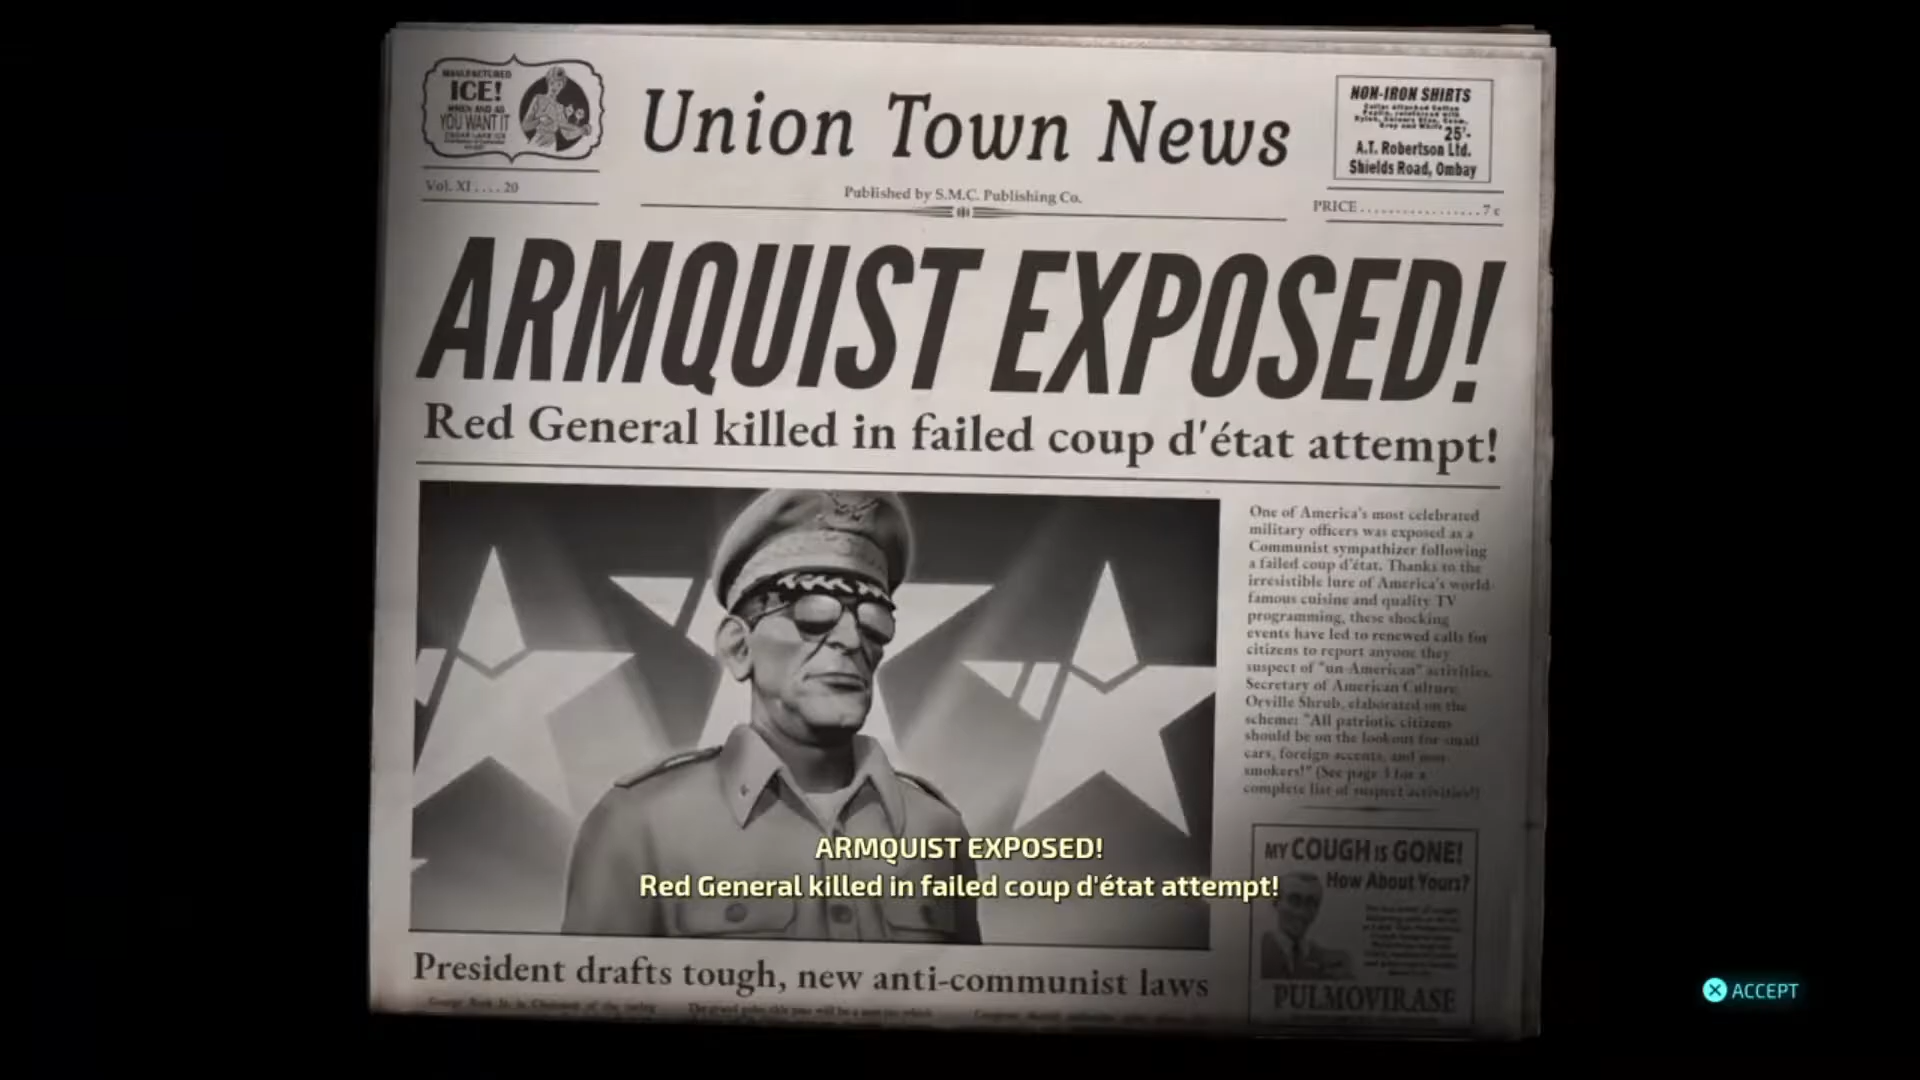 MANUFACTURED
ICE!
WHEN AND AS
YOU WANT IT
Vol. XI .... 20
Union Town News
Published by S.M.C. Publishing Co.
NON-IRON SHIRTS
25'-
A.T. Robertson Ltd.
Shields Road, Ombay
PRICE.................7 c
ARMQUIST EXPOSED!
Red General killed in failed coup d'état attempt!
One of America's most celebrated
military officers was exposed as a
Communist sympathizer following
a failed coup d'état. Thanks to the
irresistible lure of America's world-
famous cuisine and quality TV
programming, these shocking
events have led to renewed calls for
citizens to report anyone they
suspect of "un-American" activities.
Secretary of American Culture,
Orville Shrub, elaborated on the
scheme: "All patriotic citizens
should be on the lookout for small
cars, foreign accents, and non-
smokers!" (See page 3 for a
complete list of suspect activities!)
MY COUGH IS GONE!
How About Yours?
PULMOVIRASE
ARMQUIST EXPOSED!
Red General killed in failed coup d'état attempt!
President drafts tough, new anti-communist laws
ACCEPT